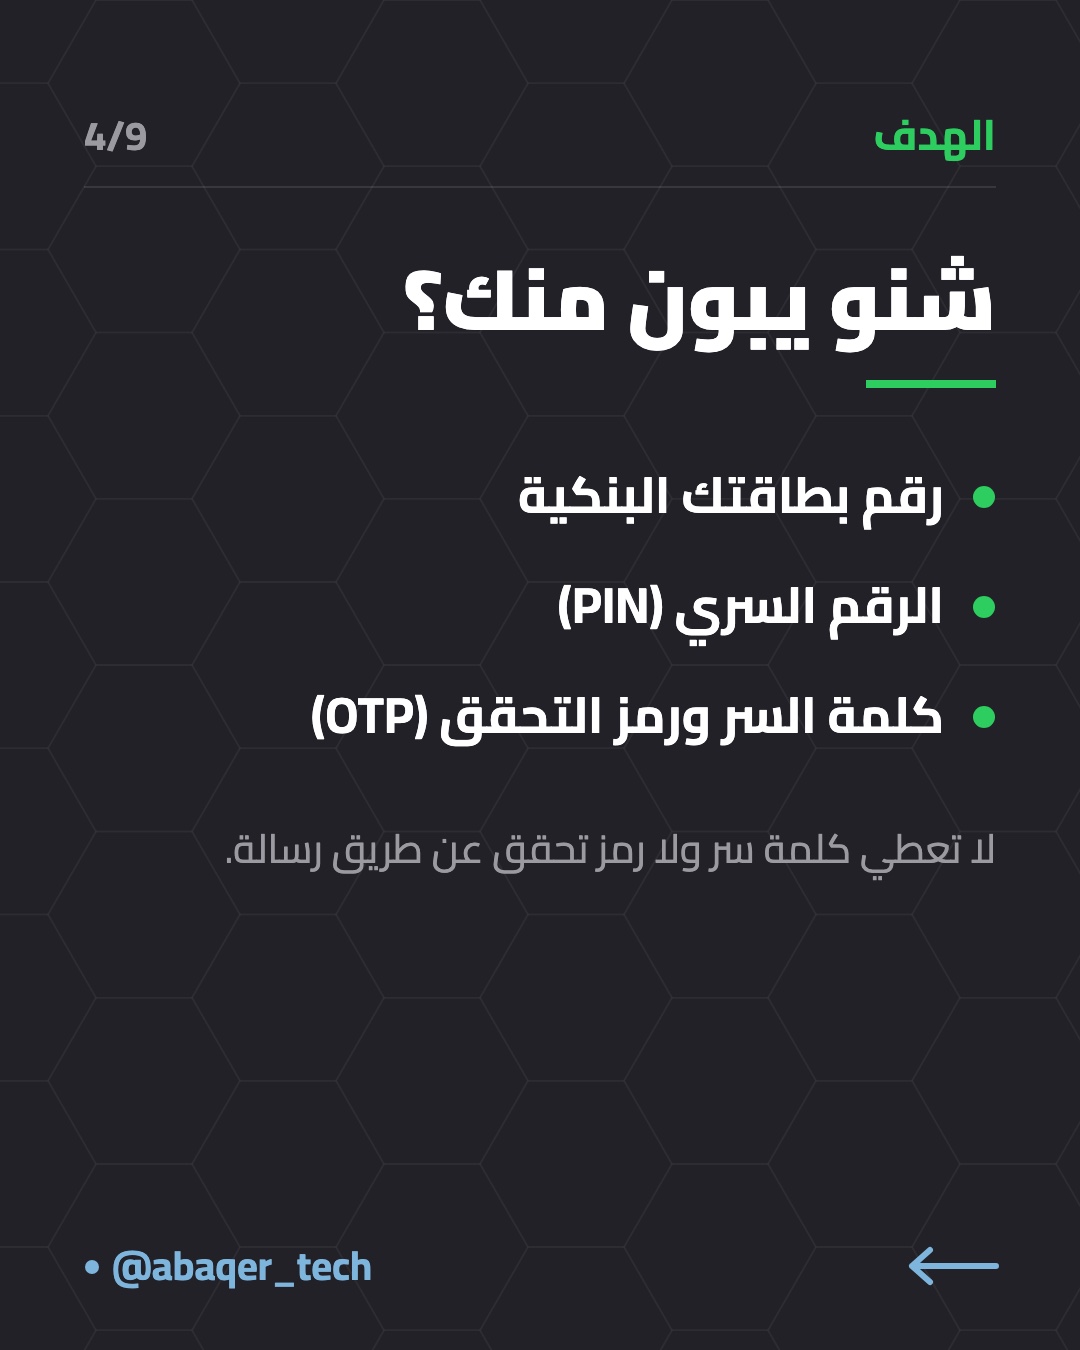 الهدف
4/9
شنو يبون منك؟
رقم بطاقتك البنكية
الرقم السري (PIN)
كلمة السر ورمز التحقق (OTP)
لا تعطي كلمة سر ولا رمز تحقق عن طريق رسالة.
@abaqer_tech